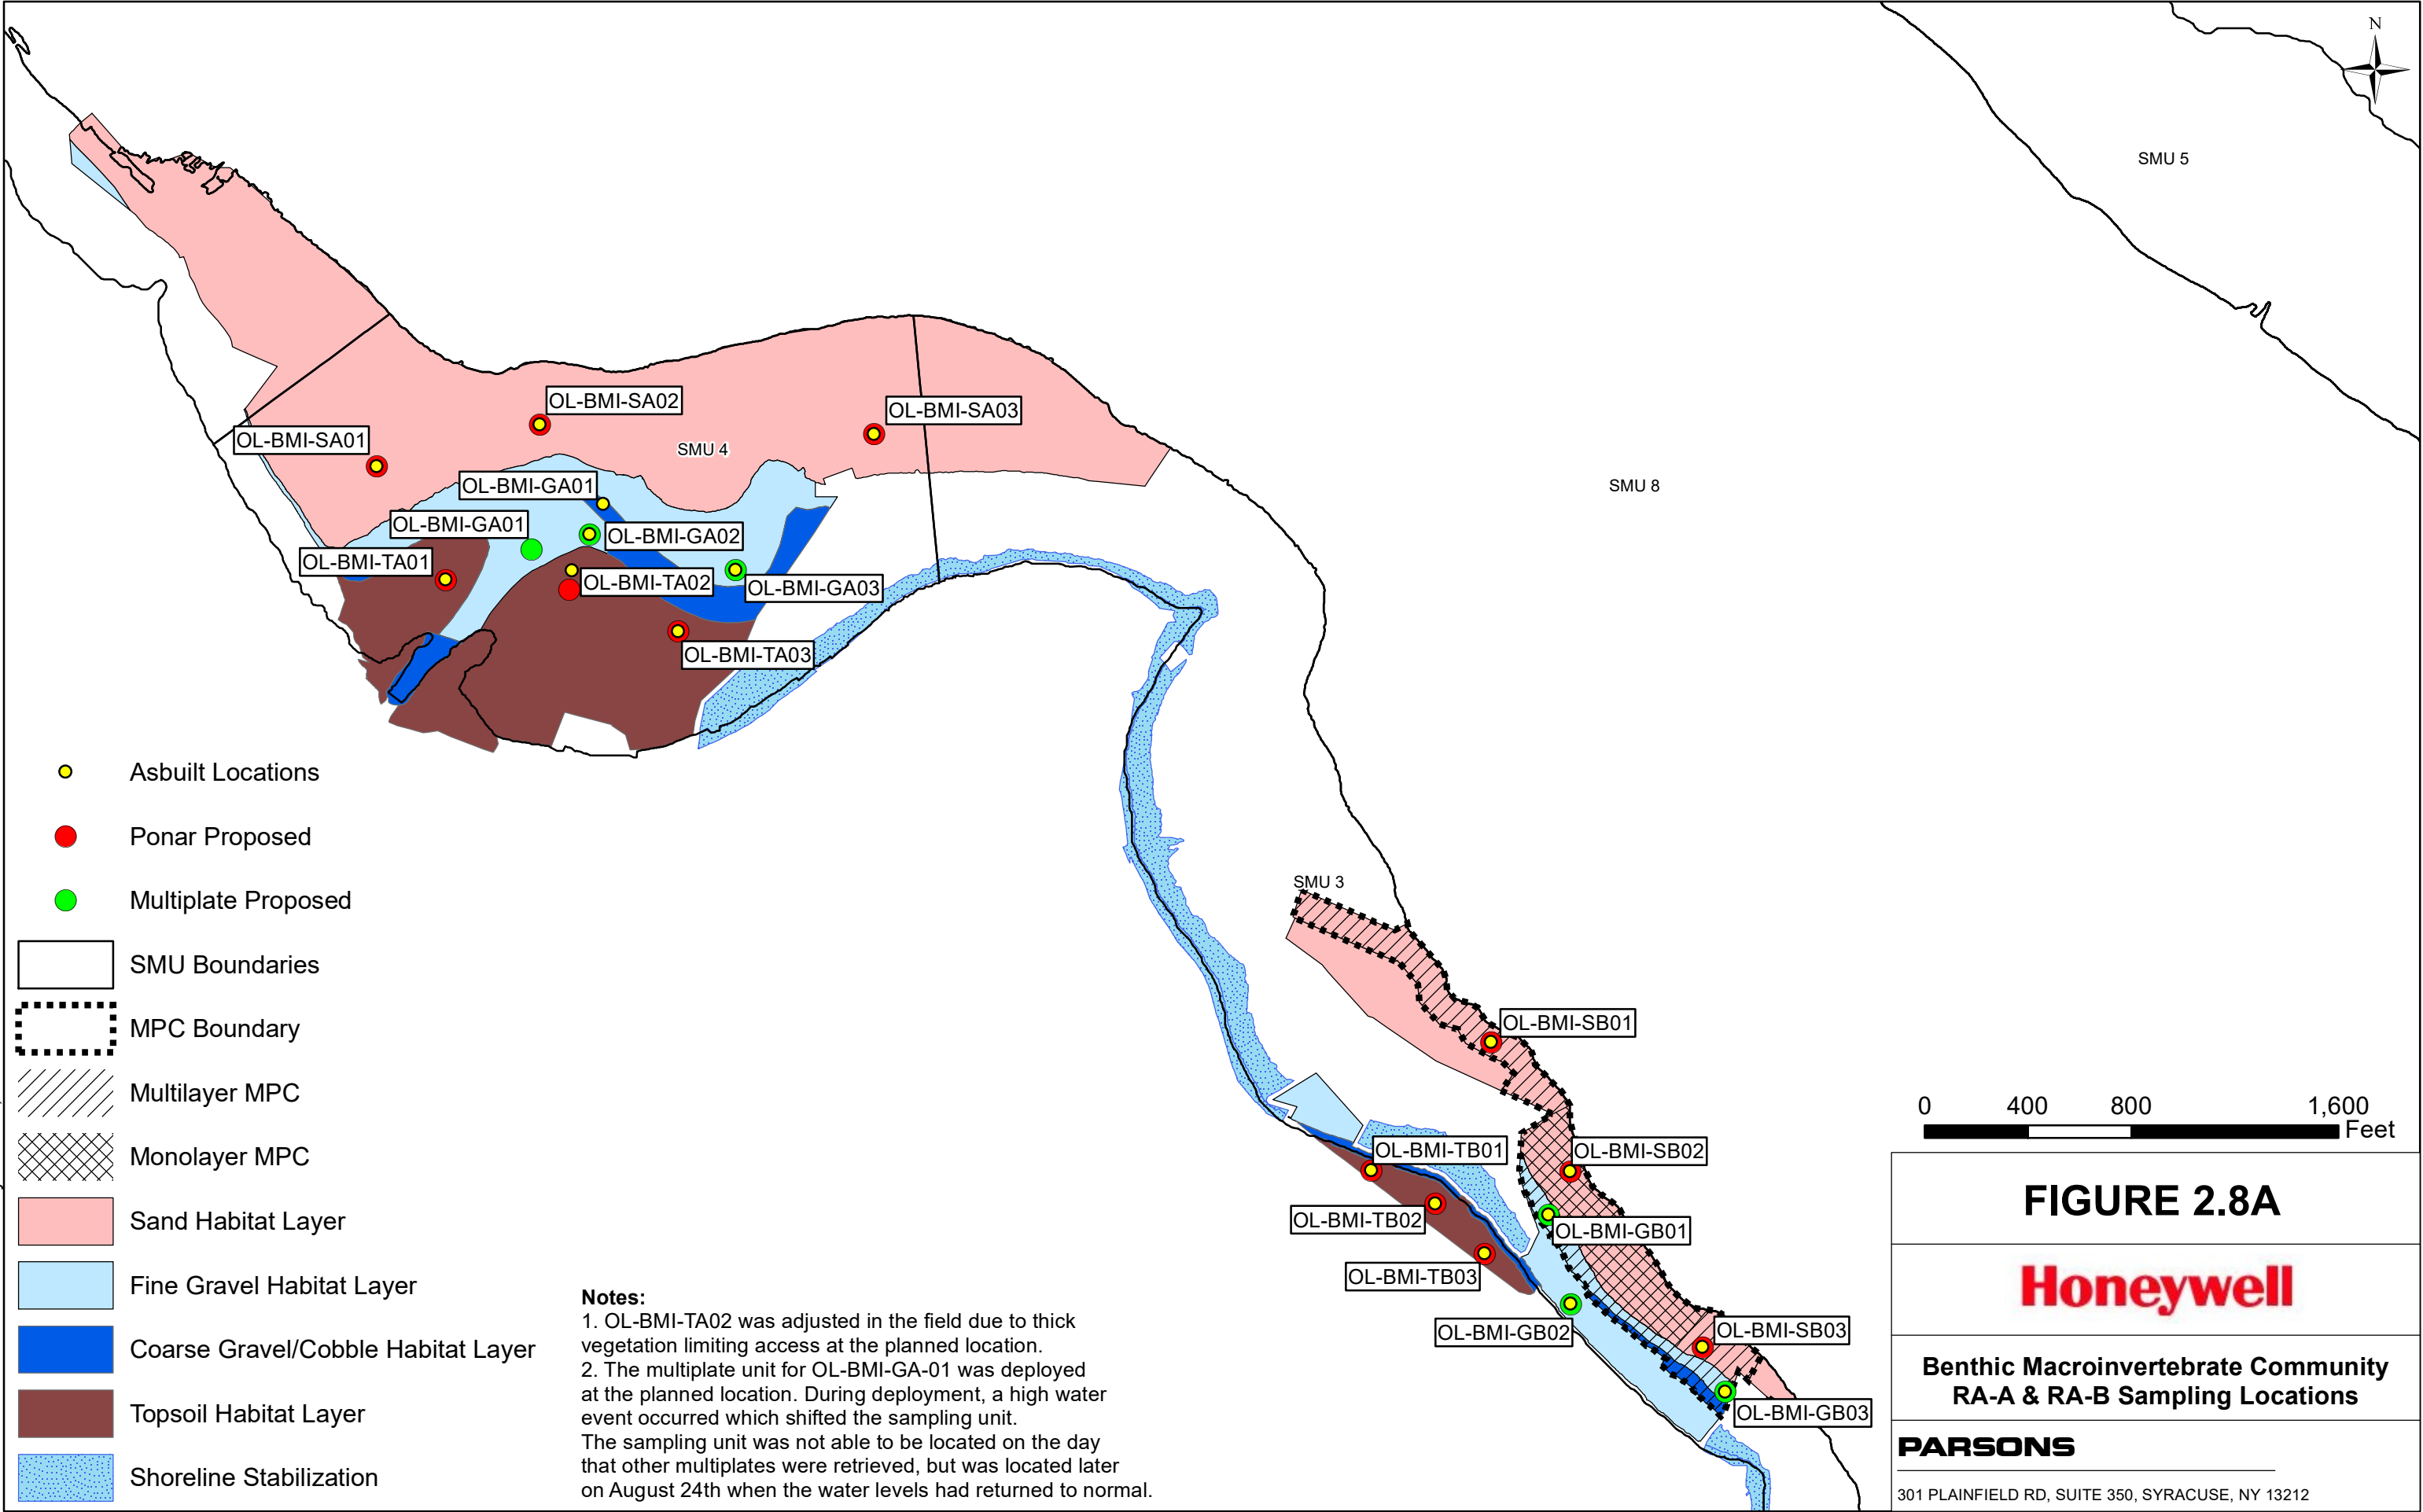 N
SMU 5
SMU 8
OL-BMI-SA02
OL-BMI-SA03
OL-BMI-SA01
SMU 4
OL-BMI-GA01
OL-BMI-GA01
OL-BMI-GA02
OL-BMI-TA01
OL-BMI-TA02
OL-BMI-GA03
OL-BMI-TA03
SMU 3
OL-BMI-SB01
OL-BMI-TB01
OL-BMI-SB02
OL-BMI-TB02
OL-BMI-GB01
OL-BMI-TB03
OL-BMI-GB02
OL-BMI-SB03
OL-BMI-GB03
Asbuilt Locations
Ponar Proposed
Multiplate Proposed
SMU Boundaries
MPC Boundary
Multilayer MPC
Monolayer MPC
Sand Habitat Layer
Fine Gravel Habitat Layer
Coarse Gravel/Cobble Habitat Layer
Topsoil Habitat Layer
Shoreline Stabilization
Notes:
1. OL-BMI-TA02 was adjusted in the field due to thick
vegetation limiting access at the planned location.
2. The multiplate unit for OL-BMI-GA-01 was deployed
at the planned location. During deployment, a high water
event occurred which shifted the sampling unit.
The sampling unit was not able to be located on the day
that other multiplates were retrieved, but was located later
on August 24th when the water levels had returned to normal.
0 400 800 1,600
Feet
FIGURE 2.8A
Honeywell
Benthic Macroinvertebrate Community
RA-A & RA-B Sampling Locations
PARSONS
301 PLAINFIELD RD, SUITE 350, SYRACUSE, NY 13212